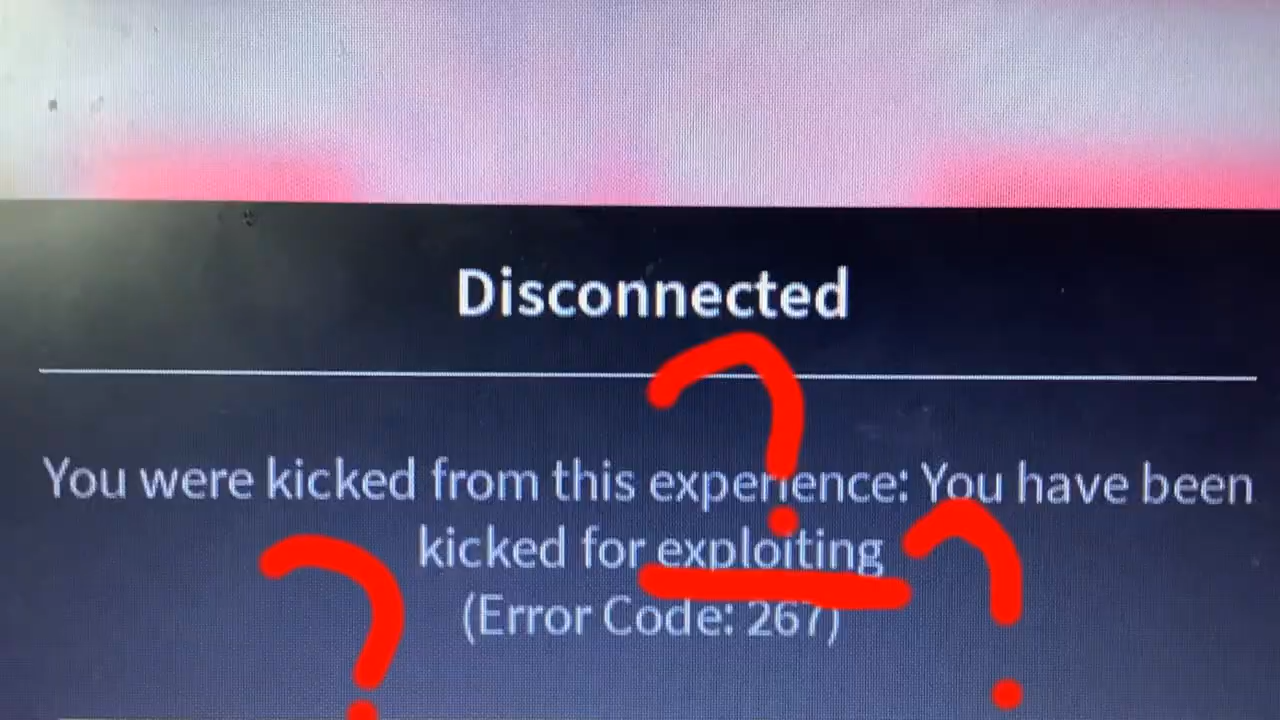 Disconnected
You were kicked from this experience: You have been
kicked for exploiting
(Error Code: 267)